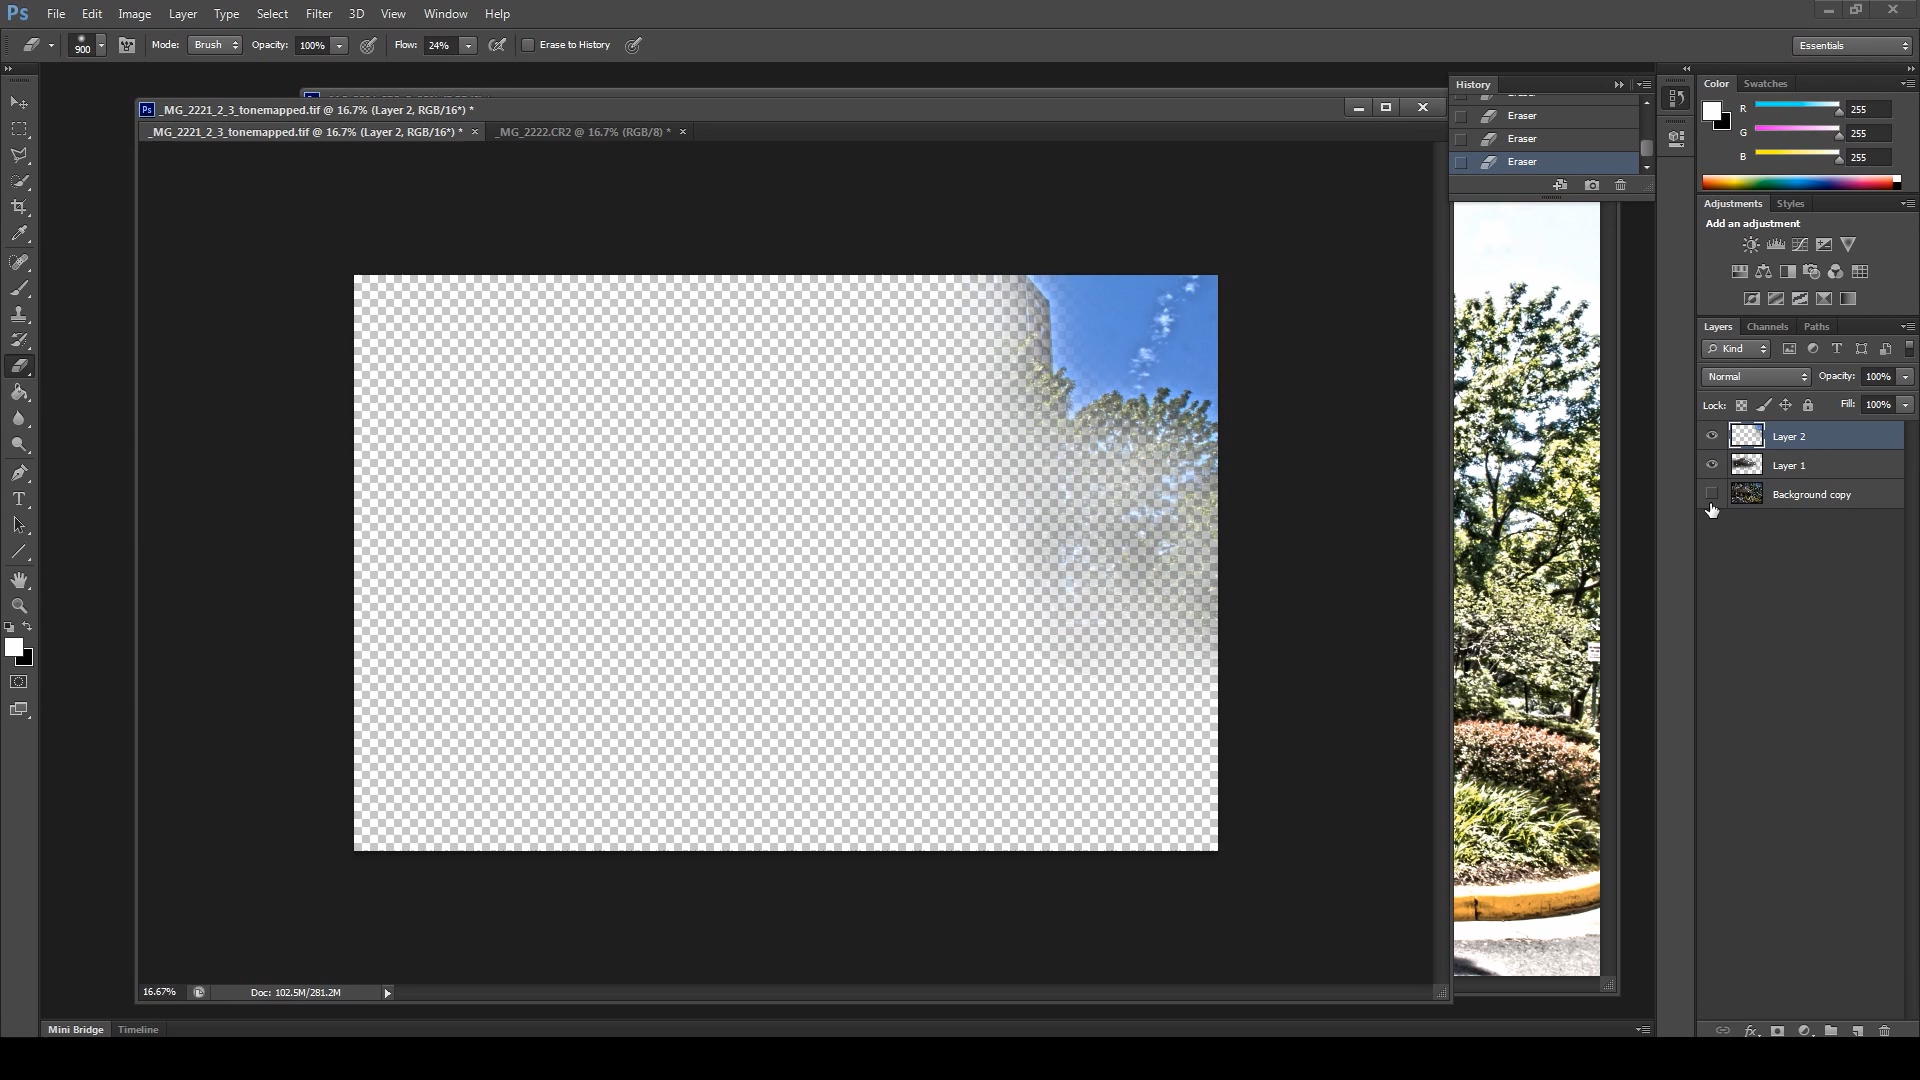 Ps File Edit Image Layer Type Select Filter 3D View Window Help
900 Mode: Brush Opacity: 100% Flow: 24% Erase to History Essentials
History
Eraser
Eraser
Eraser
Color Swatches
R 255
G 255
B 255
Adjustments Styles
Add an adjustment
Layers Channels Paths
Kind
Normal Opacity: 100%
Lock: Fill: 100%
Layer 2
Layer 1
Background copy
Ps _MG_2221_2_3_tonemapped.tif @ 16.7% (Layer 2, RGB/16*) *
_MG_2221_2_3_tonemapped.tif @ 16.7% (Layer 2, RGB/16*) * × _MG_2222.CR2 @ 16.7% (RGB/8) * ×
16.67% Doc: 102.5M/281.2M
Mini Bridge Timeline